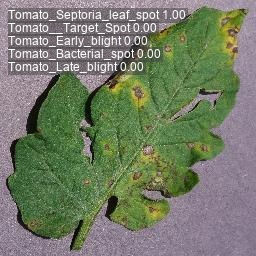 Tomato_Septoria_leaf_spot 1.00
Tomato__Target_Spot 0.00
Tomato_Early_blight 0.00
Tomato_Bacterial_spot 0.00
Tomato_Late_blight 0.00